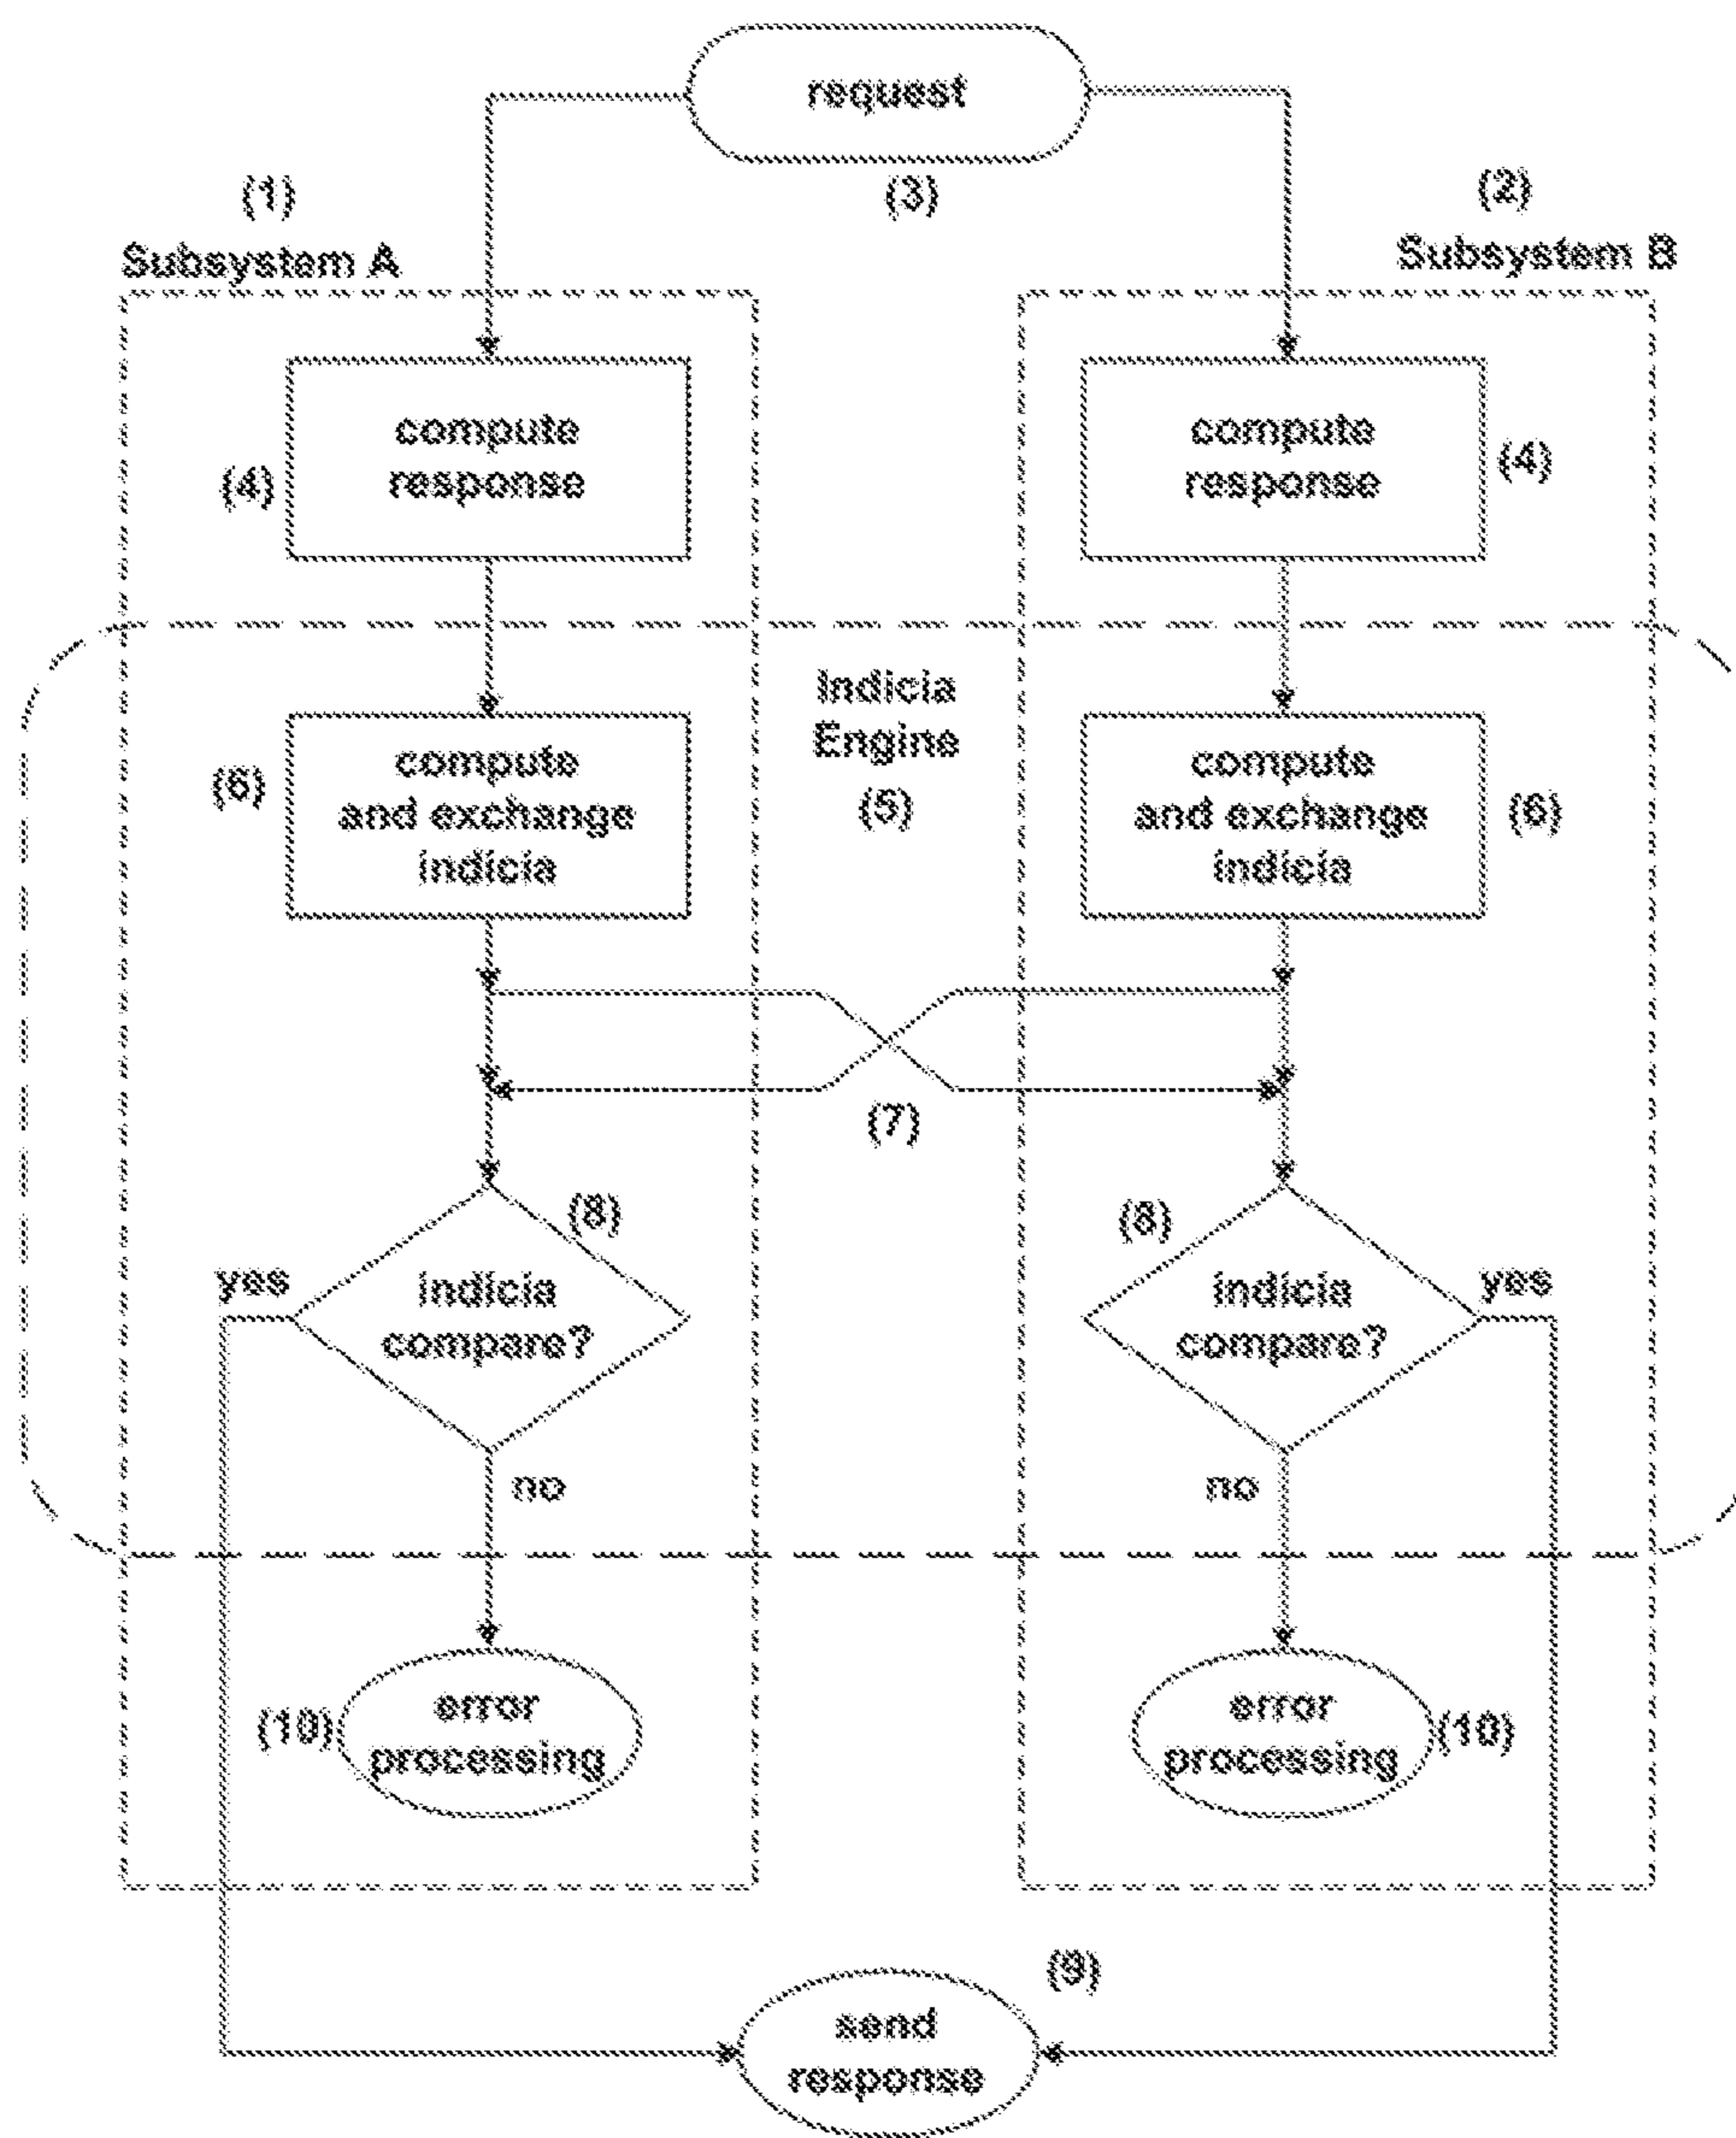 request
(3)
(1)
Subsystem A
(2)
Subsystem B
compute
response
(4)
compute
response
(4)
Indicia
Engine
(5)
compute
and exchange
indicia
(6)
compute
and exchange
indicia
(6)
(7)
(8)
indicia
compare?
yes
no
(8)
indicia
compare?
yes
no
(10)
error
processing
error
processing
(10)
(9)
send
response